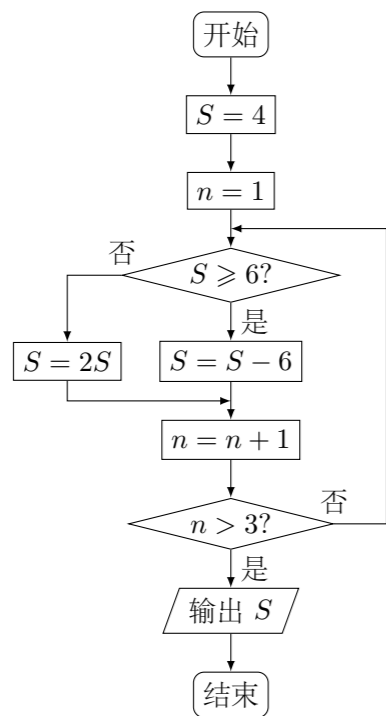 开始
S = 4
n = 1
S ⩾ 6?
否
是
S = 2S
S = S − 6
n = n + 1
n > 3?
否
是
输出 S
结束